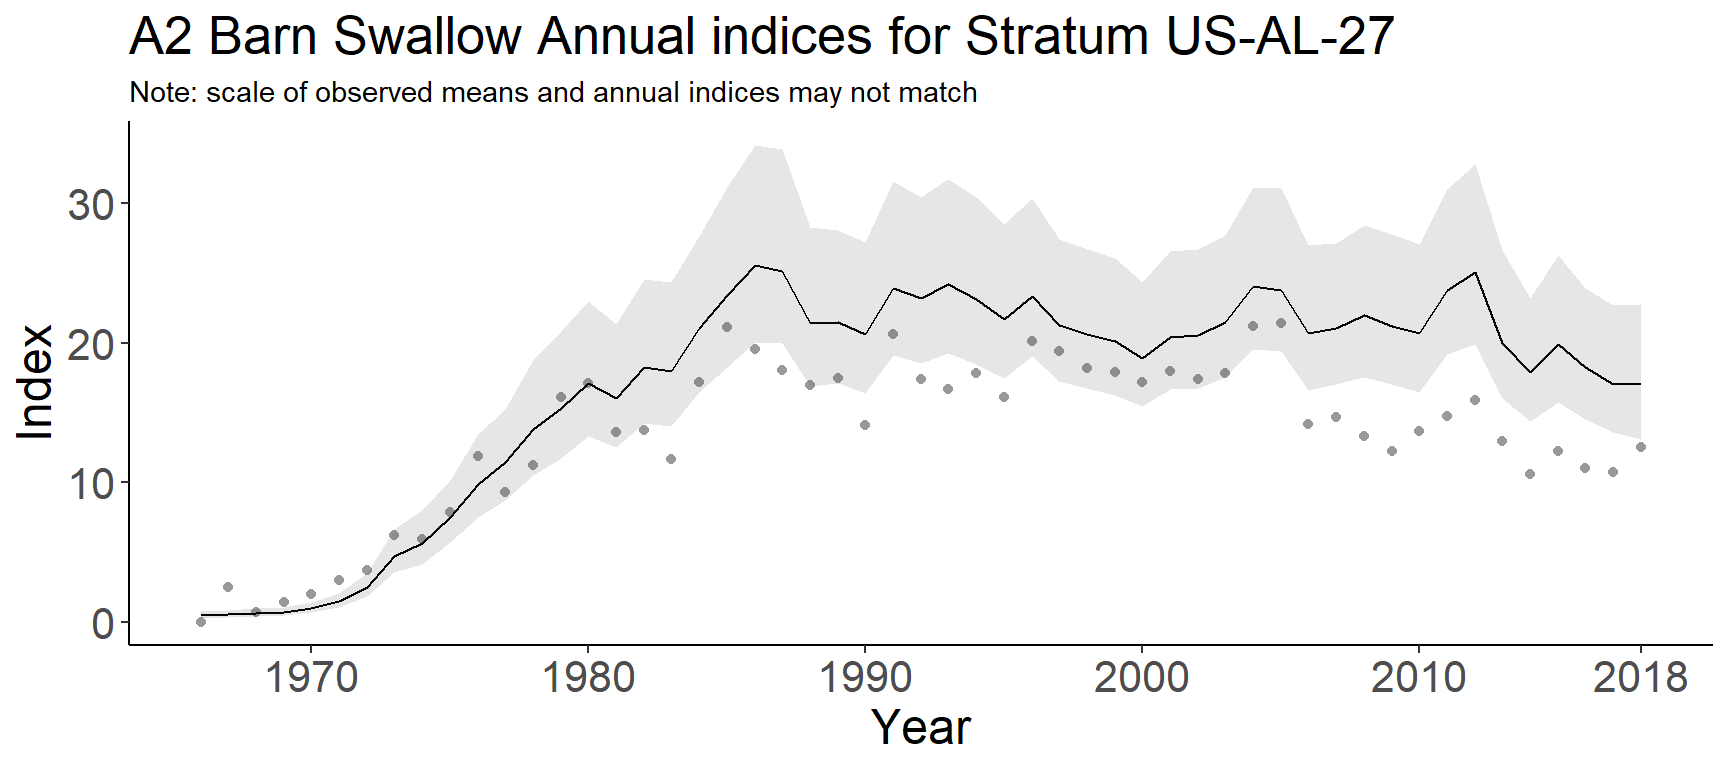 A2 Barn Swallow Annual indices for Stratum US-AL-27
Note: scale of observed means and annual indices may not match
30
20
10
0
Index
1970 1980 1990 2000 2010 2018
Year